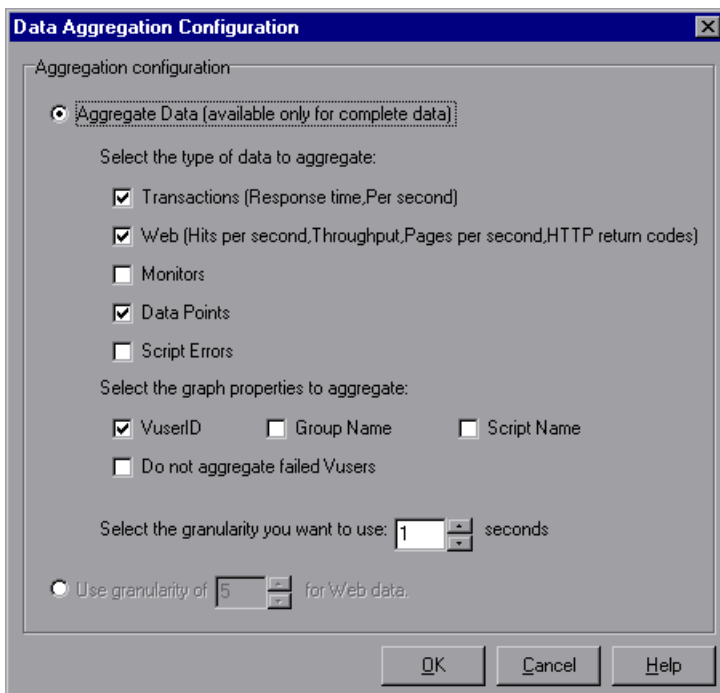 Data Aggregation Configuration
Aggregation configuration
Aggregate Data (available only for complete data)
Select the type of data to aggregate:
Transactions (Response time,Per second)
Web (Hits per second,Throughput,Pages per second,HTTP return codes)
Monitors
Data Points
Script Errors
Select the graph properties to aggregate:
VuserID Group Name Script Name
Do not aggregate failed Vusers
Select the granularity you want to use: 1 seconds
Use granularity of 5 for Web data.
OK Cancel Help